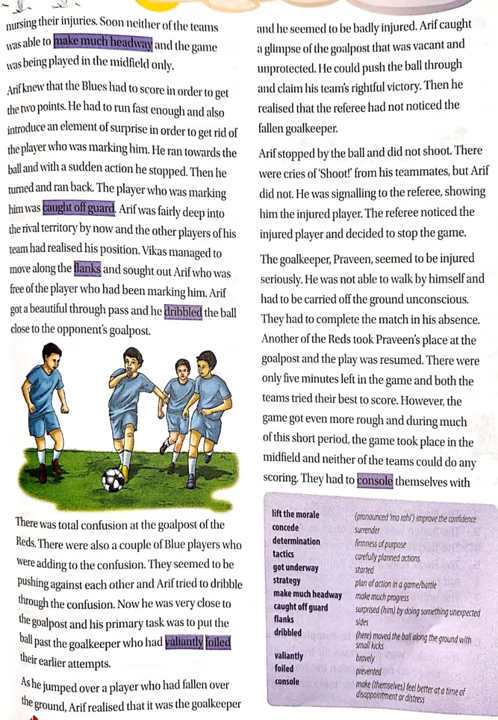 nursing their injuries. Soon neither of the teams
was able to make much headway and the game
was being played in the midfield only.
Arif knew that the Blues had to score in order to get
the two points. He had to run fast enough and also
introduce an element of surprise in order to get rid of
the player who was marking him. He ran towards the
ball and with a sudden action he stopped. Then he
turned and ran back. The player who was marking
him was caught off guard. Arif was fairly deep into
the rival territory by now and the other players of his
team had realised his position. Vikas managed to
move along the flanks and sought out Arif who was
free of the player who had been marking him. Arif
got a beautiful through pass and he dribbled the ball
close to the opponent's goalpost.
There was total confusion at the goalpost of the
Reds. There were also a couple of Blue players who
were adding to the confusion. They seemed to be
pushing against each other and Arif tried to dribble
through the confusion. Now he was very close to
the goalpost and his primary task was to put the
ball past the goalkeeper who had valiantly foiled
their earlier attempts.
As he jumped over a player who had fallen over
the ground, Arif realised that it was the goalkeeper
and he seemed to be badly injured. Arif caught
a glimpse of the goalpost that was vacant and
unprotected. He could push the ball through
and claim his team's rightful victory. Then he
realised that the referee had not noticed the
fallen goalkeeper.
Arif stopped by the ball and did not shoot. There
were cries of 'Shoot!' from his teammates, but Arif
did not. He was signalling to the referee, showing
him the injured player. The referee noticed the
injured player and decided to stop the game.
The goalkeeper, Praveen, seemed to be injured
seriously. He was not able to walk by himself and
had to be carried off the ground unconscious.
They had to complete the match in his absence.
Another of the Reds took Praveen's place at the
goalpost and the play was resumed. There were
only five minutes left in the game and both the
teams tried their best to score. However, the
game got even more rough and during much
of this short period, the game took place in the
midfield and neither of the teams could do any
scoring. They had to console themselves with
lift the morale (pronounced 'mo rahl') improve the confidence
concede surrender
determination firmness of purpose
tactics carefully planned actions
got underway started
strategy plan of action in a game/battle
make much headway make much progress
caught off guard surprised (him) by doing something unexpected
flanks sides
dribbled (here) moved the ball along the ground with
small kicks
valiantly bravely
foiled prevented
console make (themselves) feel better at a time of
disappointment or distress